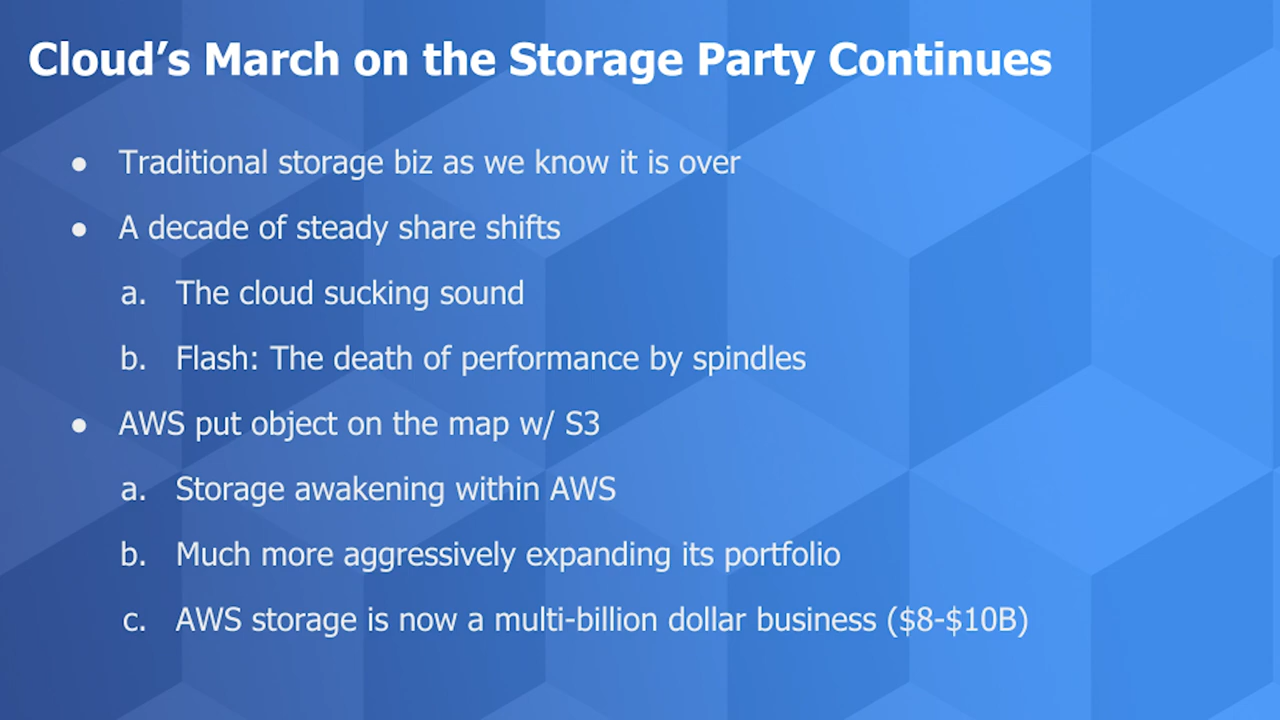 Cloud’s March on the Storage Party Continues
● Traditional storage biz as we know it is over
● A decade of steady share shifts
a. The cloud sucking sound
b. Flash: The death of performance by spindles
● AWS put object on the map w/ S3
a. Storage awakening within AWS
b. Much more aggressively expanding its portfolio
c. AWS storage is now a multi-billion dollar business ($8-$10B)